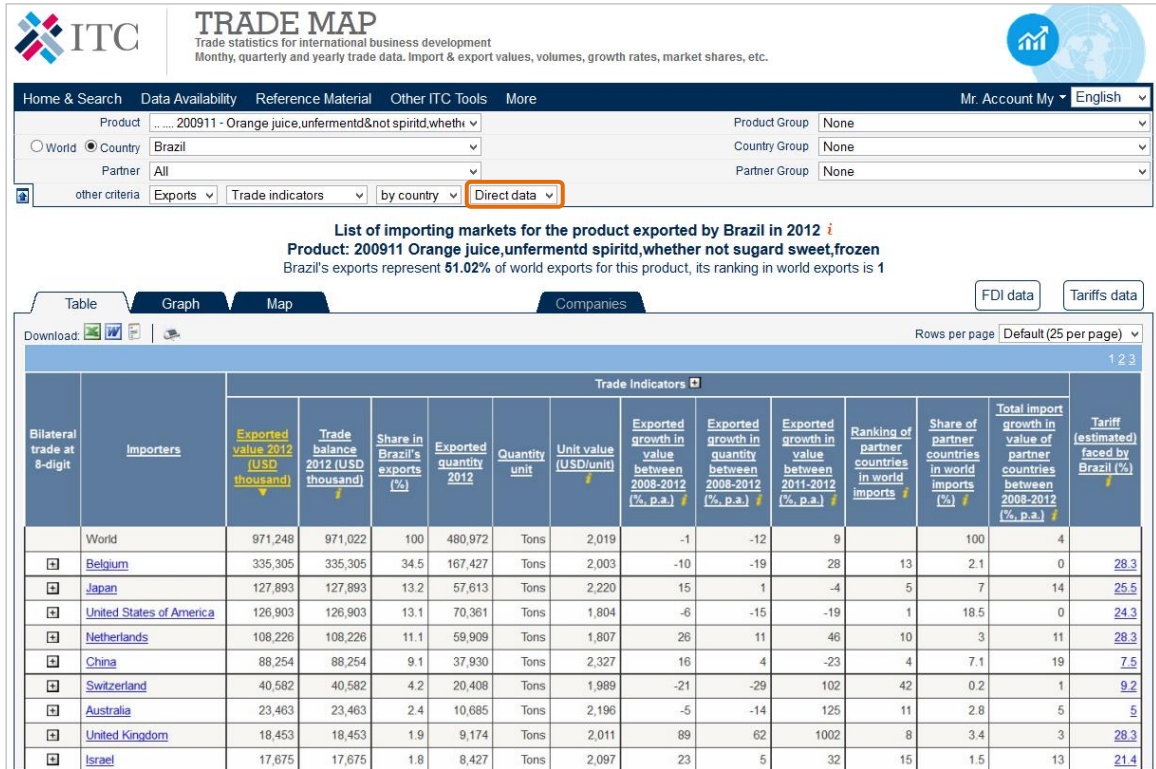 ITC
TRADE MAP
Trade statistics for international business development
Monthy, quarterly and yearly trade data. Import & export values, volumes, growth rates, market shares, etc.
Home & Search Data Availability Reference Material Other ITC Tools More Mr. Account My English
Product .. .... 200911 - Orange juice,unfermentd&not spiritd,whethe Product Group None
World Country Brazil Country Group None
Partner All Partner Group None
other criteria Exports Trade indicators by country Direct data
List of importing markets for the product exported by Brazil in 2012 i
Product: 200911 Orange juice,unfermentd spiritd,whether not sugard sweet,frozen
Brazil's exports represent 51.02% of world exports for this product, its ranking in world exports is 1
Table Graph Map Companies FDI data Tariffs data
Download: Rows per page Default (25 per page)
1 2 3
Trade Indicators
Bilateral trade at 8-digit Importers Exported value 2012 (USD thousand) Trade balance 2012 (USD thousand) i Share in Brazil's exports (%) Exported quantity 2012 Quantity unit Unit value (USD/unit) i Exported growth in value between 2008-2012 (%, p.a.) i Exported growth in quantity between 2008-2012 (%, p.a.) i Exported growth in value between 2011-2012 (%, p.a.) i Ranking of partner countries in world imports i Share of partner countries in world imports (%) i Total import growth in value of partner countries between 2008-2012 (%, p.a.) i Tariff (estimated) faced by Brazil (%) i
World 971,248 971,022 100 480,972 Tons 2,019 -1 -12 9 100 4
Belgium 335,305 335,305 34.5 167,427 Tons 2,003 -10 -19 28 13 2.1 0 28.3
Japan 127,893 127,893 13.2 57,613 Tons 2,220 15 1 -4 5 7 14 25.5
United States of America 126,903 126,903 13.1 70,361 Tons 1,804 -6 -15 -19 1 18.5 0 24.3
Netherlands 108,226 108,226 11.1 59,909 Tons 1,807 26 11 46 10 3 11 28.3
China 88,254 88,254 9.1 37,930 Tons 2,327 16 4 -23 4 7.1 19 7.5
Switzerland 40,582 40,582 4.2 20,408 Tons 1,989 -21 -29 102 42 0.2 1 9.2
Australia 23,463 23,463 2.4 10,685 Tons 2,196 -5 -14 125 11 2.8 5 5
United Kingdom 18,453 18,453 1.9 9,174 Tons 2,011 89 62 1002 8 3.4 3 28.3
Israel 17,675 17,675 1.8 8,427 Tons 2,097 23 5 32 15 1.5 13 21.4